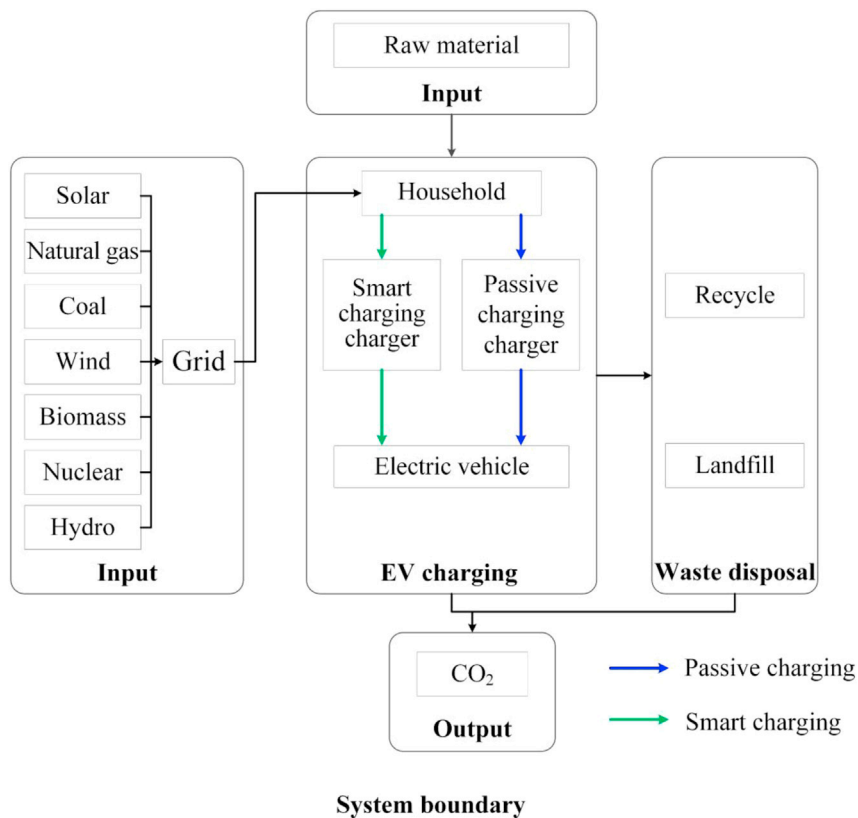 Raw material
Input
Solar
Natural gas
Coal
Wind
Biomass
Nuclear
Hydro
Grid
Input
Household
Smart
charging
charger
Passive
charging
charger
Electric vehicle
EV charging
Recycle
Landfill
Waste disposal
CO₂
Output
Passive charging
Smart charging
System boundary